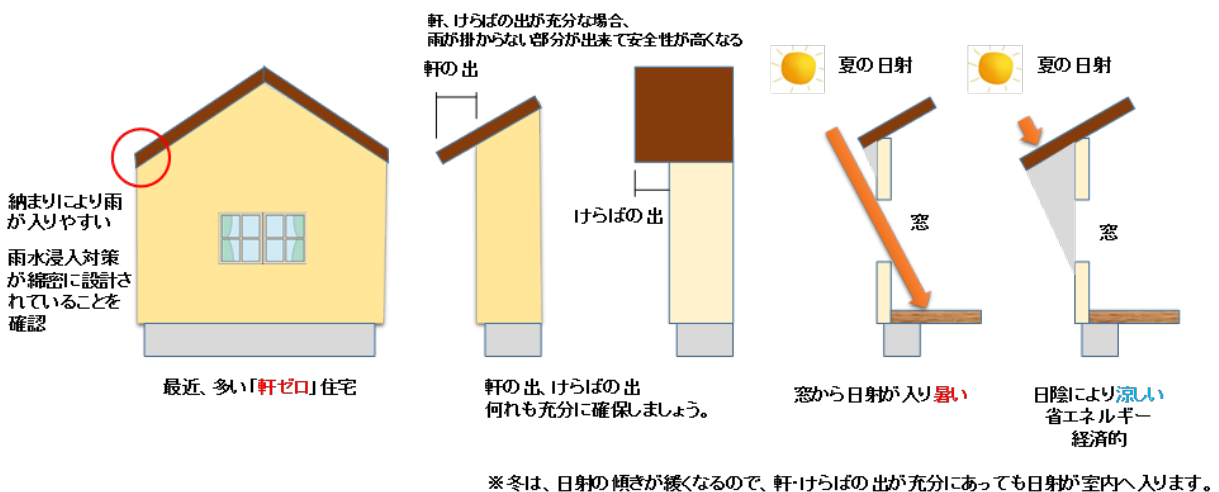 軒、けらばの出が充分な場合、
雨が掛からない部分が出来て安全性が高くなる
軒の出
けらばの出
夏の日射
夏の日射
納まりにより雨
が入りやすい
雨水浸入対策
が綿密に設計さ
れていることを
確認
窓
窓
最近、多い「軒ゼロ」住宅
軒の出、けらばの出
何れも充分に確保しましょう。
窓から日射が入り暑い
日陰により涼しい
省エネルギー
経済的
※冬は、日射の傾きが緩くなるので、軒・けらばの出が充分にあっても日射が室内へ入ります。